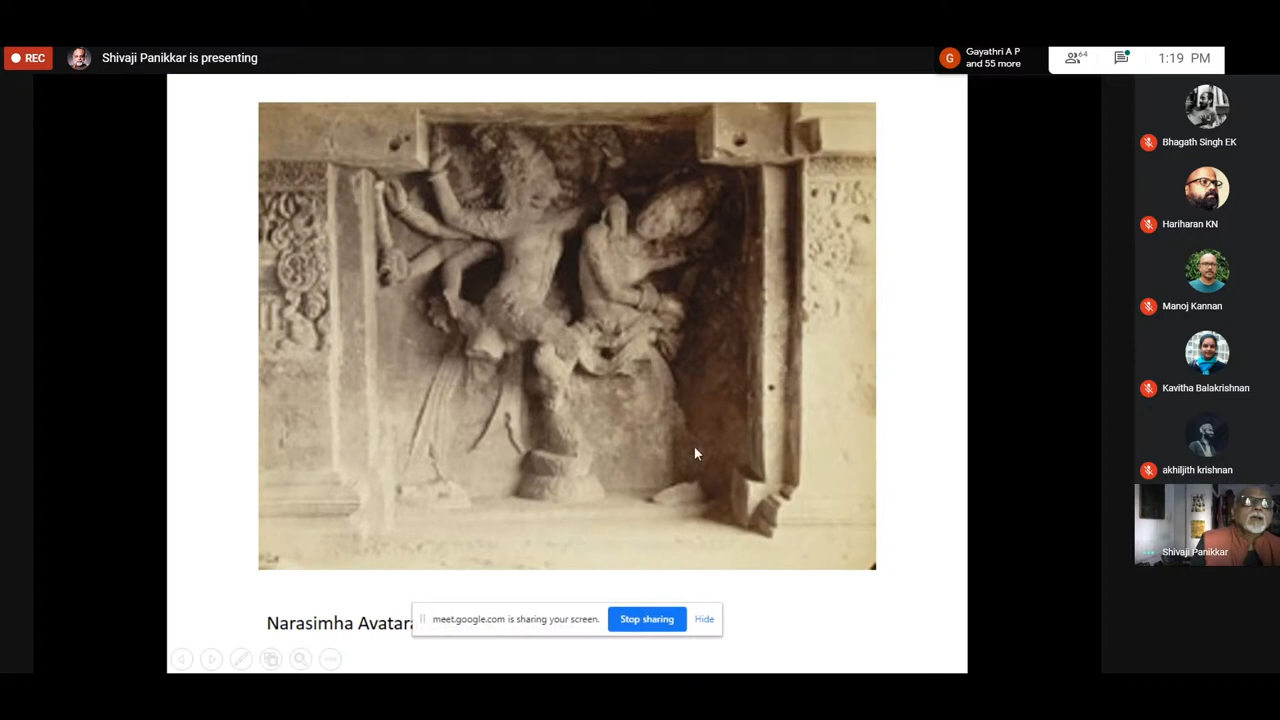 REC
Shivaji Panikkar is presenting
Gayathri A P
and 55 more
64
1:19 PM
Bhagath Singh EK
Hariharan KN
Manoj Kannan
Kavitha Balakrishnan
akhiljith krishnan
Shivaji Panikkar
Narasimha Avatara
meet.google.com is sharing your screen.
Stop sharing
Hide